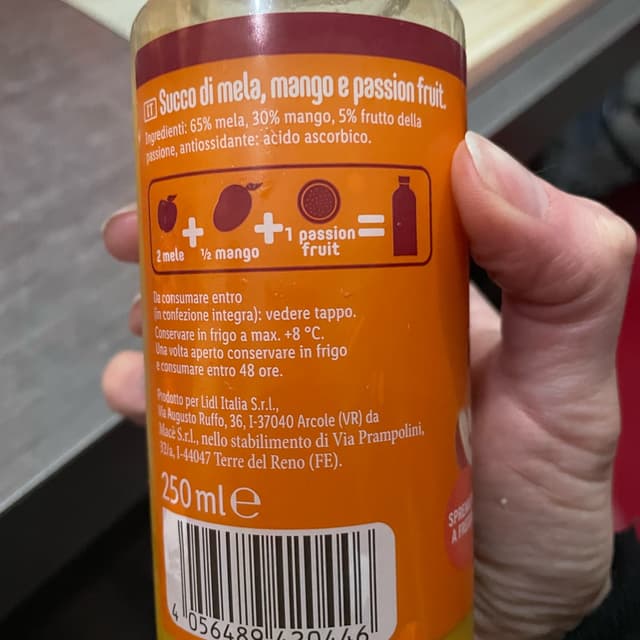 IT Succo di mela, mango e passion fruit.
Ingredienti: 65% mela, 30% mango, 5% frutto della
passione, antiossidante: acido ascorbico.
2 mele + ½ mango + 1 passion fruit =
Da consumare entro
(in confezione integra): vedere tappo.
Conservare in frigo a max. +8 °C.
Una volta aperto conservare in frigo
e consumare entro 48 ore.
Prodotto per Lidl Italia S.r.l.,
Via Augusto Ruffo, 36, I-37040 Arcole (VR) da
Macè S.r.l., nello stabilimento di Via Prampolini,
I-44047 Terre del Reno (FE).
250 ml e
4 056489 420446